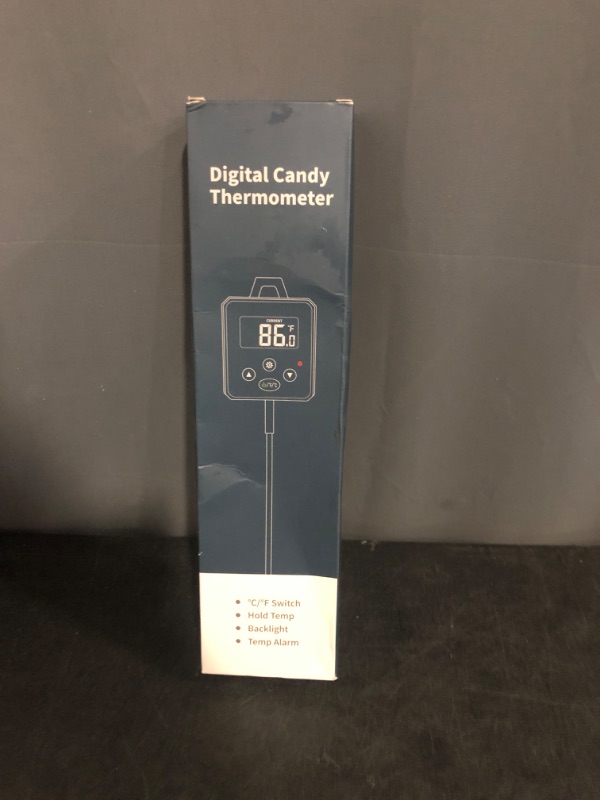 Digital Candy
Thermometer
CURRENT
86.0 °F
°C/°F Switch
Hold Temp
Backlight
Temp Alarm